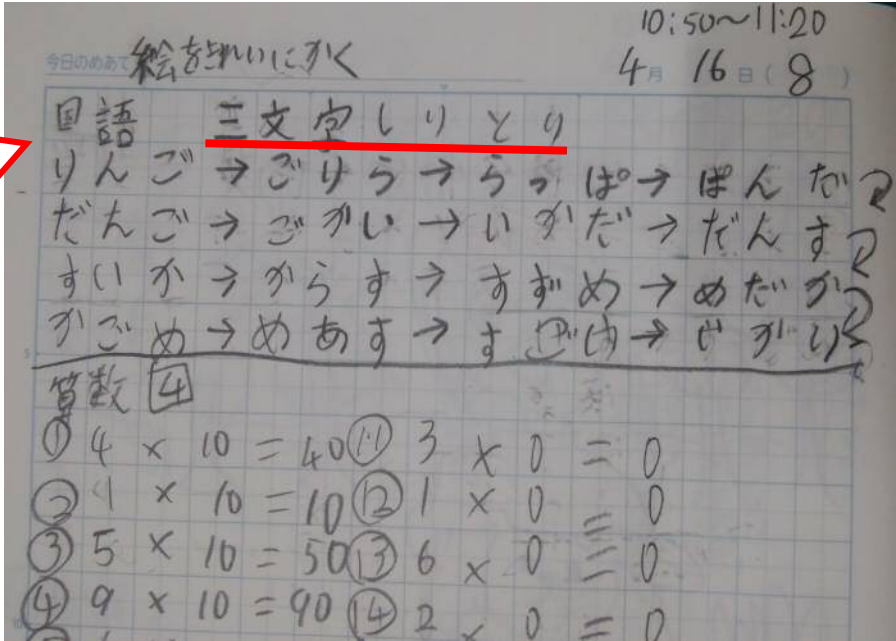 10:50～11:20
今日のめあて 絵をきれいにかく 4月 16日(8)
国語 三文字しりとり
りんご→ごりら→らっぱ→ぱんだ
だんご→ごかい→いかだ→だんす
すいか→からす→すずめ→めだか
かごめ→めあす→す
算数 4
① 4 × 10 = 40 ⑪ 3 × 0 = 0
② 1 × 10 = 10 ⑫ 1 × 0 = 0
③ 5 × 10 = 50 ⑬ 6 × 0 = 0
④ 9 × 10 = 90 ⑭ 2 × 0 = 0